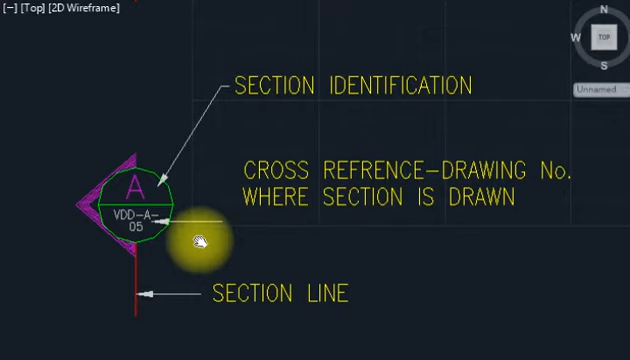 [−] [Top] [2D Wireframe]
N
W
TOP
S
Unnamed
SECTION IDENTIFICATION
CROSS REFRENCE-DRAWING No.
WHERE SECTION IS DRAWN
A
VDD-A-
05
SECTION LINE